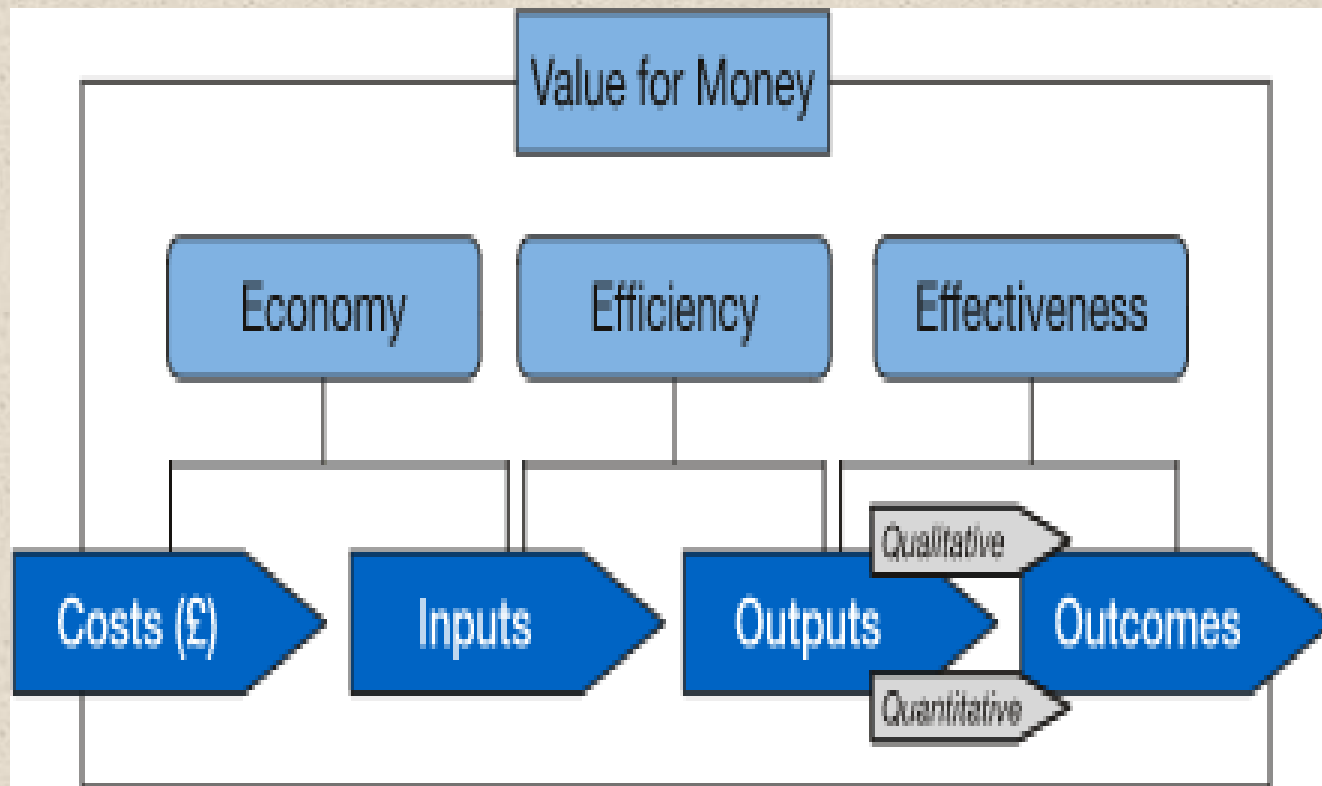 Value for Money
Economy
Efficiency
Effectiveness
Qualitative
Costs (£)
Inputs
Outputs
Outcomes
Quantitative